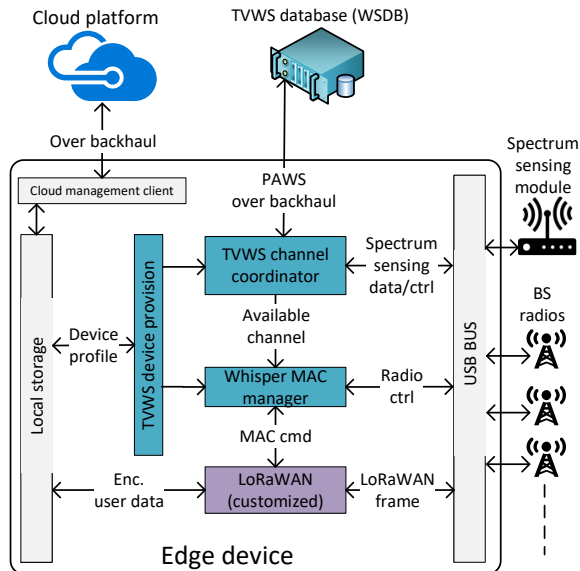 Cloud platform
TVWS database (WSDB)
Over backhaul
Spectrum
sensing
module
Cloud management client
PAWS
over backhaul
TVWS channel
coordinator
Spectrum
sensing
data/ctrl
BS
radios
Available
channel
Device
profile
TVWS device provision
Local storage
USB BUS
Whisper MAC
manager
Radio
ctrl
MAC cmd
Enc.
user data
LoRaWAN
(customized)
LoRaWAN
frame
Edge device